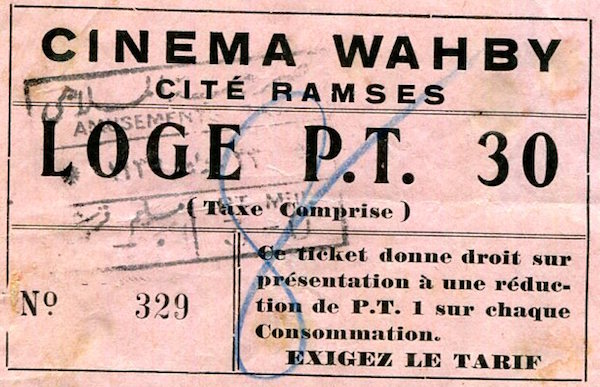 CINEMA WAHBY
CITÉ RAMSES
AMUSEMENT
LOGE P.T. 30
(Taxe Comprise)
Nº 329
Ce ticket donne droit sur
présentation à une réduc-
tion de P.T. 1 sur chaque
Consommation.
EXIGEZ LE TARIF